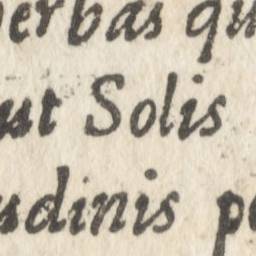 erbas qu
ut Solis
udinis p